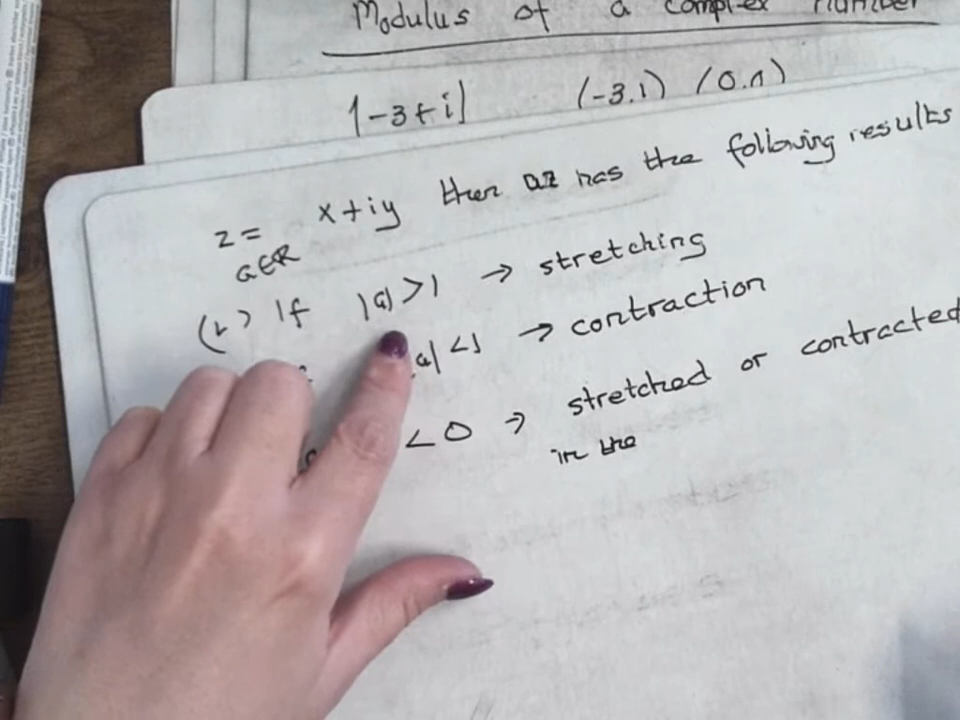 Modulus of a complex number
|-3+i| (-3.1) (0.1)
z= x+iy then az has the following results
a∈R
(1) If |a|>1 → stretching
|a| <1 → contraction
<0 → stretched or contracted
in the